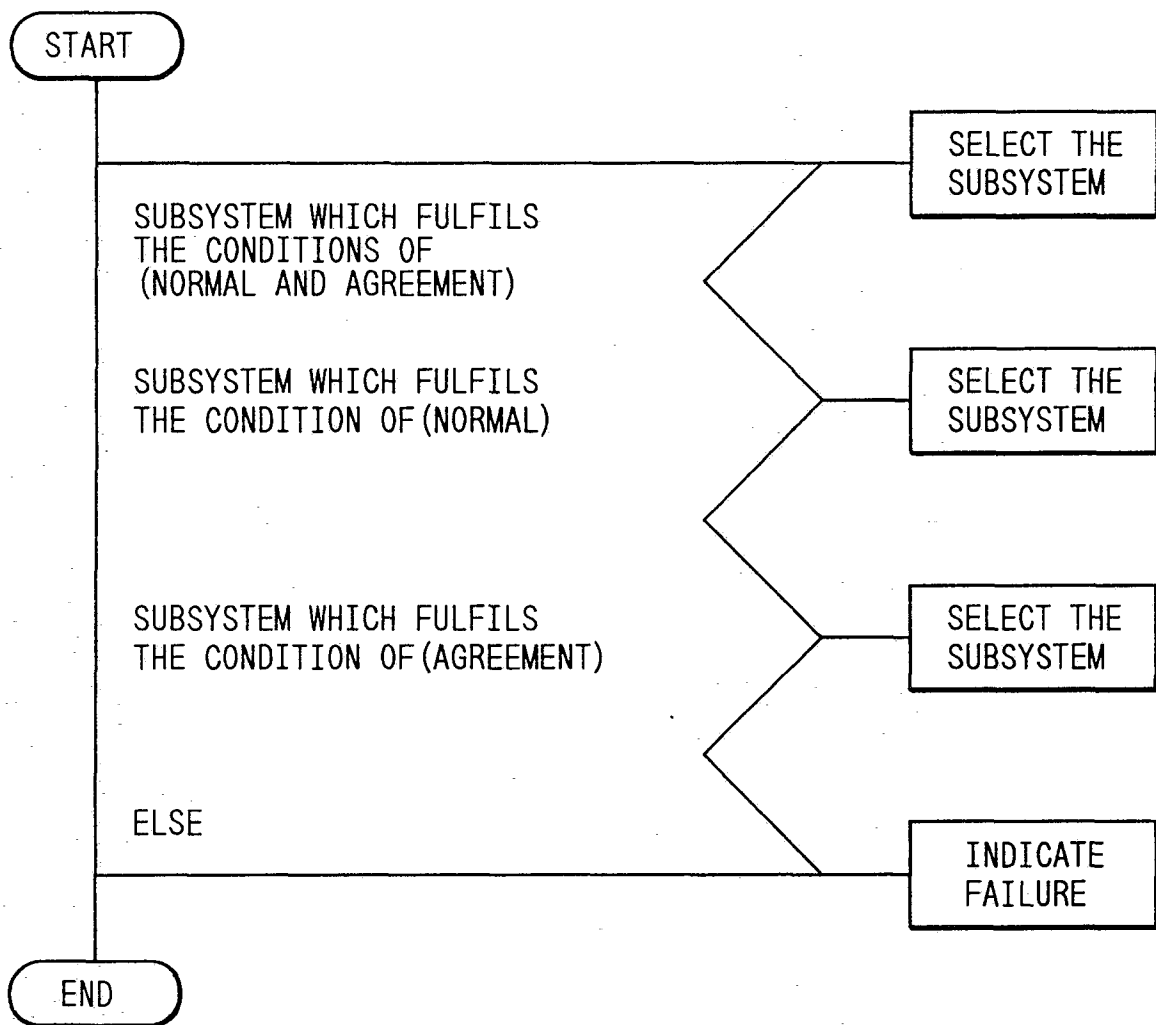 START
SELECT THE
SUBSYSTEM
SUBSYSTEM WHICH FULFILS
THE CONDITIONS OF
(NORMAL AND AGREEMENT)
SUBSYSTEM WHICH FULFILS
THE CONDITION OF (NORMAL)
SELECT THE
SUBSYSTEM
SUBSYSTEM WHICH FULFILS
THE CONDITION OF (AGREEMENT)
SELECT THE
SUBSYSTEM
ELSE
INDICATE
FAILURE
END